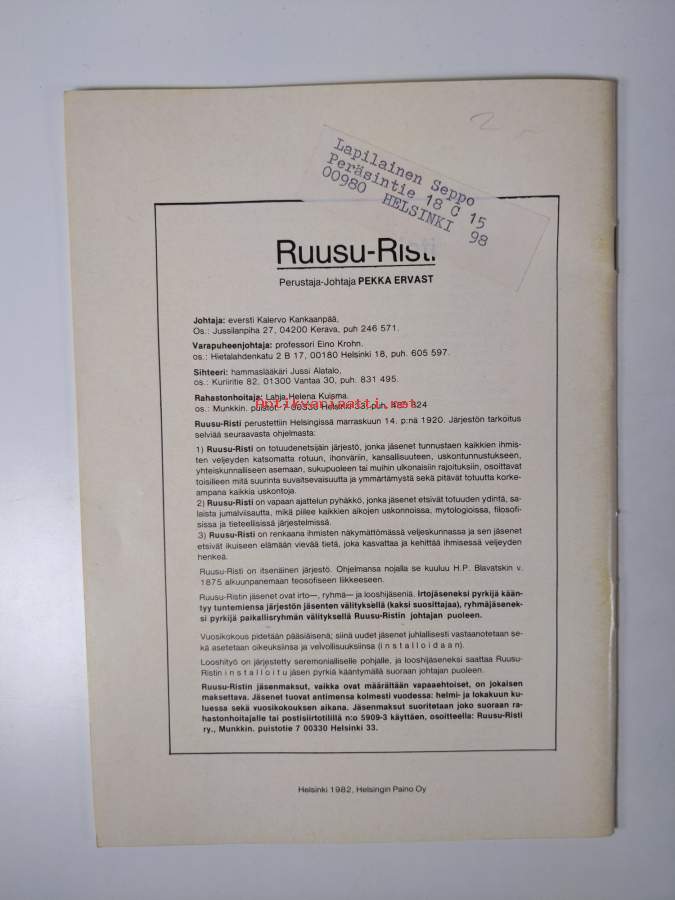 2.-
Lapilainen Seppo
Peräsintie 18 C 15
00980 HELSINKI 98
Ruusu-Risti
Perustaja-Johtaja PEKKA ERVAST
Johtaja: eversti Kalervo Kankaanpää,
Os.: Jussilanpiha 27, 04200 Kerava, puh 246 571.
Varapuheenjohtaja: professori Eino Krohn.
os.: Hietalahdenkatu 2 B 17, 00180 Helsinki 18, puh. 605 597.
Sihteeri: hammaslääkäri Jussi Alatalo,
os.: Kuriiritie 82, 01300 Vantaa 30, puh. 831 495.
Rahastonhoitaja: Lahja Helena Kuisma.
os.: Munkkin. puistot. 7 00330 Helsinki 33, puh. 485 824
Antikvariaatti.net
Ruusu-Risti perustettiin Helsingissä marraskuun 14. p:nä 1920. Järjestön tarkoitus
selviää seuraavasta ohjelmasta:
1) Ruusu-Risti on totuudenetsijäin järjestö, jonka jäsenet tunnustaen kaikkien ihmis-
ten veljeyden katsomatta rotuun, ihonväriin, kansallisuuteen, uskontunnustukseen,
yhteiskunnalliseen asemaan, sukupuoleen tai muihin ulkonaisiin rajoituksiin, osoittavat
toisilleen mitä suurinta suvaitsevaisuutta ja ymmärtämystä sekä pitävät totuutta korke-
ampana kaikkia uskontoja.
2) Ruusu-Risti on vapaan ajattelun pyhäkkö, jonka jäsenet etsivät totuuden ydintä, sa-
laista jumalviisautta, mikä piilee kaikkien aikojen uskonnoissa, mytologioissa, filosofi-
sissa ja tieteellisissä järjestelmissä.
3) Ruusu-Risti on renkaana ihmisten näkymättömässä veljeskunnassa ja sen jäsenet
etsivät ikuiseen elämään vievää tietä, joka kasvattaa ja kehittää ihmisessä veljeyden
henkeä.
Ruusu-Risti on itsenäinen järjestö. Ohjelmansa nojalla se kuuluu H.P. Blavatskin v.
1875 alkuunpanemaan teosofiseen liikkeeseen.
Ruusu-Ristin jäsenet ovat irto—, ryhmä— ja looshijäseniä. Irtojäseneksi pyrkijä kään-
tyy tuntemiensa järjestön jäsenten välityksellä (kaksi suosittajaa), ryhmäjäsenek-
si pyrkijä paikallisryhmän välityksellä Ruusu-Ristin johtajan puoleen.
Vuosikokous pidetään pääsiäisenä; siinä uudet jäsenet juhlallisesti vastaanotetaan se-
kä asetetaan oikeuksiinsa ja velvollisuuksiinsa (installoidaan).
Looshityö on järjestetty seremonialliselle pohjalle, ja looshijäseneksi saattaa Ruusu-
Ristin installoitu jäsen pyrkiä kääntymällä suoraan johtajan puoleen.
Ruusu-Ristin jäsenmaksut, vaikka ovat määrältään vapaaehtoiset, on jokaisen
maksettava. Jäsenet tuovat antimensa kolmesti vuodessa: helmi- ja lokakuun ku-
luessa sekä vuosikokouksen aikana. Jäsenmaksut suoritetaan joko suoraan ra-
hastonhoitajalle tai postisiirtotilillä n:o 5909-3 käyttäen, osoitteella: Ruusu-Risti
ry., Munkkin. puistotie 7 00330 Helsinki 33.
Helsinki 1982, Helsingin Paino Oy